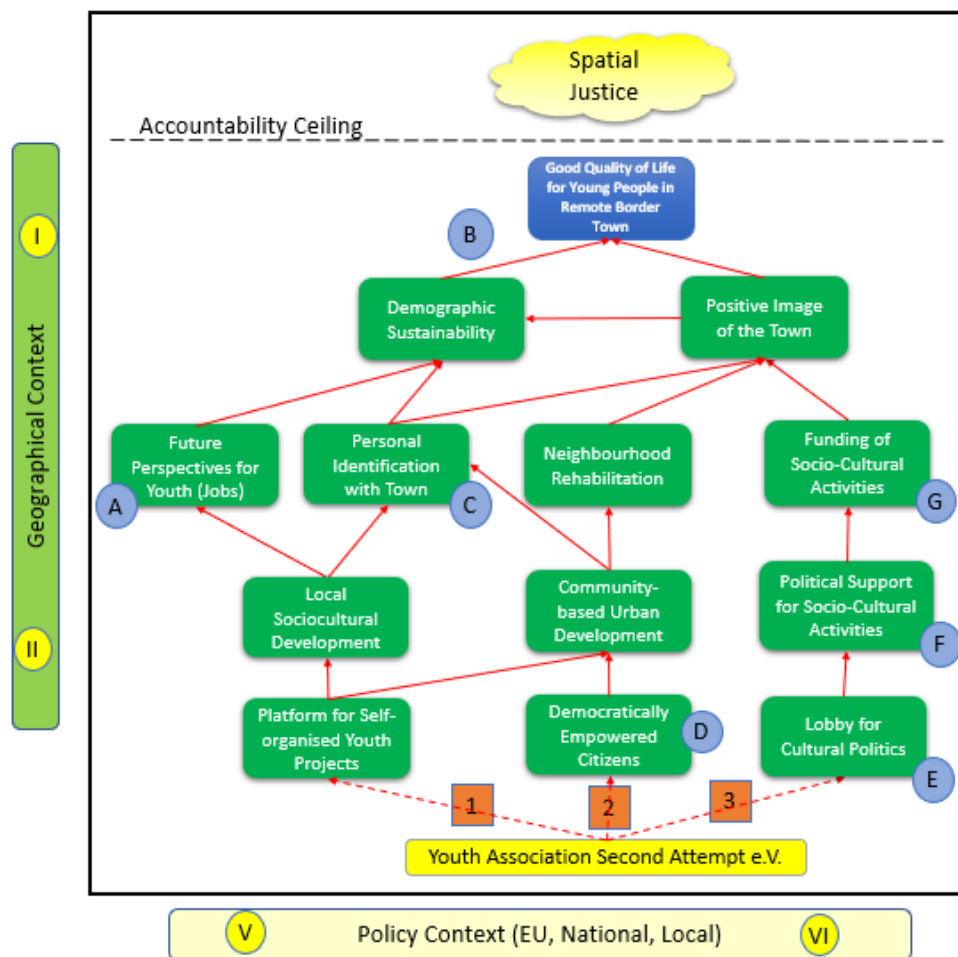 Spatial
Justice
Accountability Ceiling
Good Quality of Life
for Young People in
Remote Border
Town
I
B
Demographic
Sustainability
Positive Image
of the Town
Geographical Context
Future
Perspectives for
Youth (Jobs)
A
Personal
Identification
with Town
C
Neighbourhood
Rehabilitation
Funding of
Socio-Cultural
Activities
G
Local
Sociocultural
Development
Community-
based Urban
Development
Political Support
for Socio-Cultural
Activities
F
II
Platform for Self-
organised Youth
Projects
Democratically
Empowered
Citizens
D
Lobby for
Cultural Politics
E
1
2
3
Youth Association Second Attempt e.V.
V
Policy Context (EU, National, Local)
VI